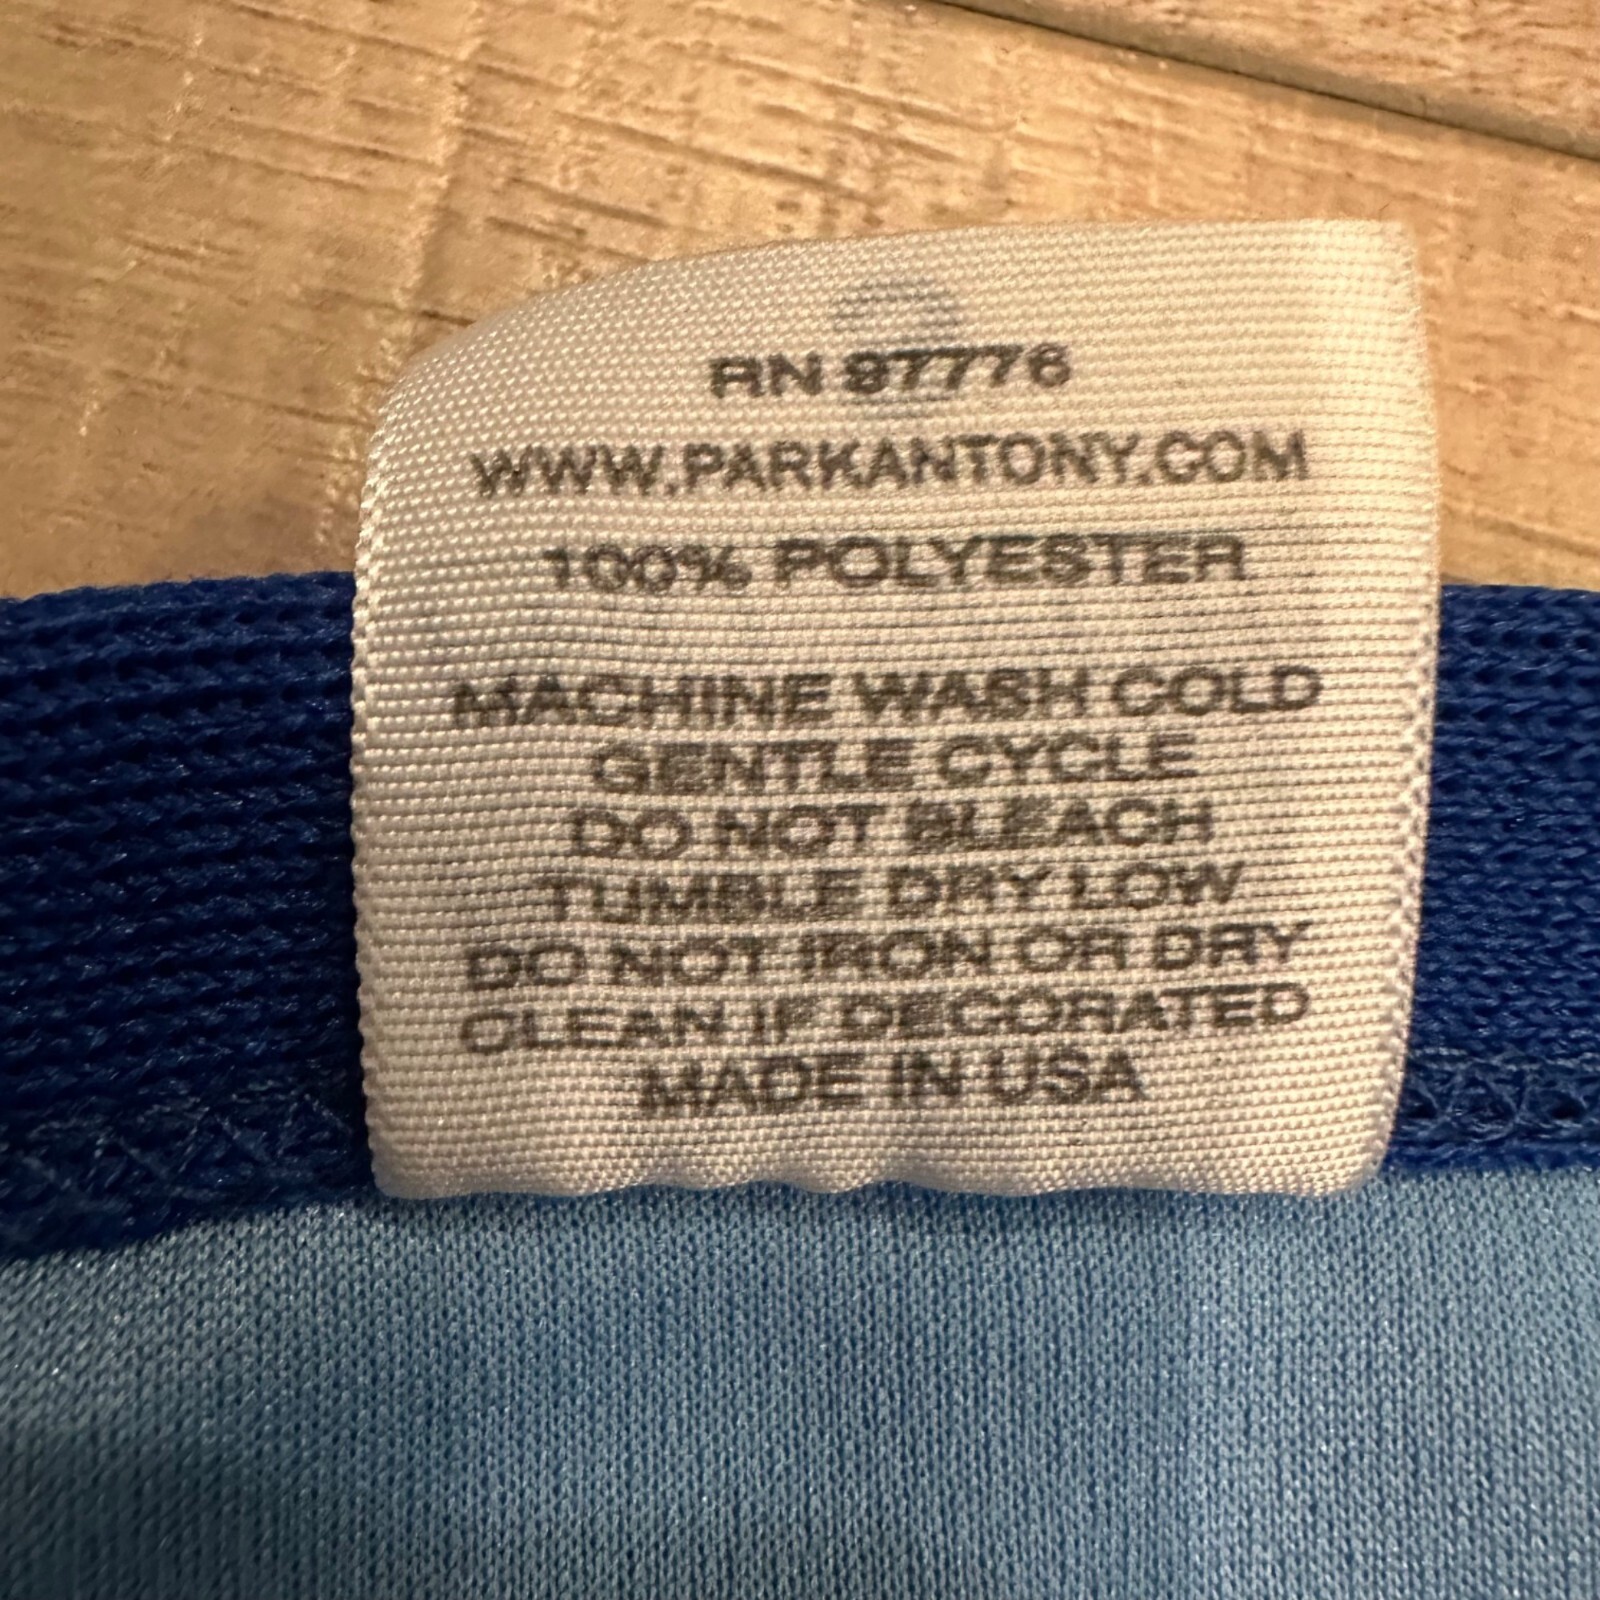 RN 97776
WWW.PARKANTONY.COM
100% POLYESTER
MACHINE WASH COLD
GENTLE CYCLE
DO NOT BLEACH
TUMBLE DRY LOW
DO NOT IRON OR DRY
CLEAN IF DECORATED
MADE IN USA